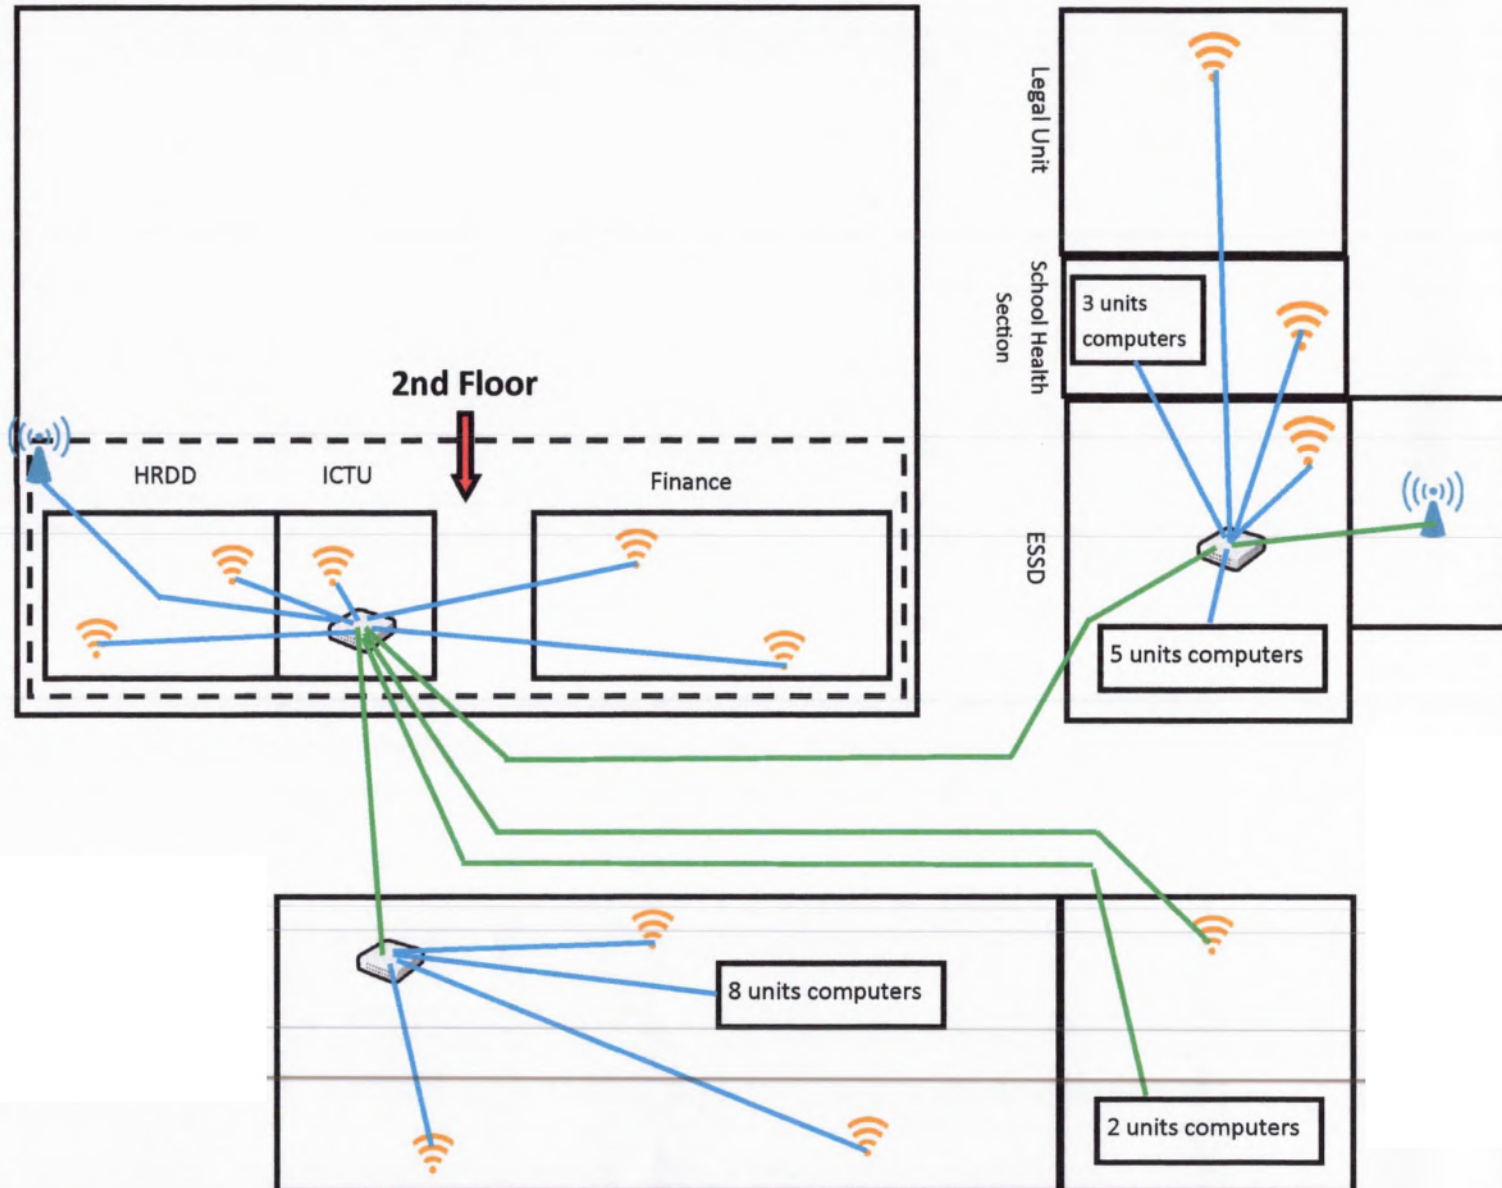 2nd Floor
HRDD
ICTU
Finance
Legal Unit
School Health
Section
ESSD
3 units
computers
5 units computers
8 units computers
2 units computers